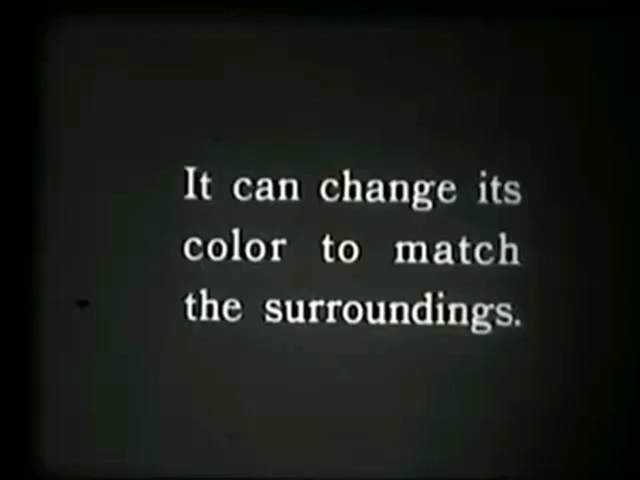 It can change its
color to match
the surroundings.